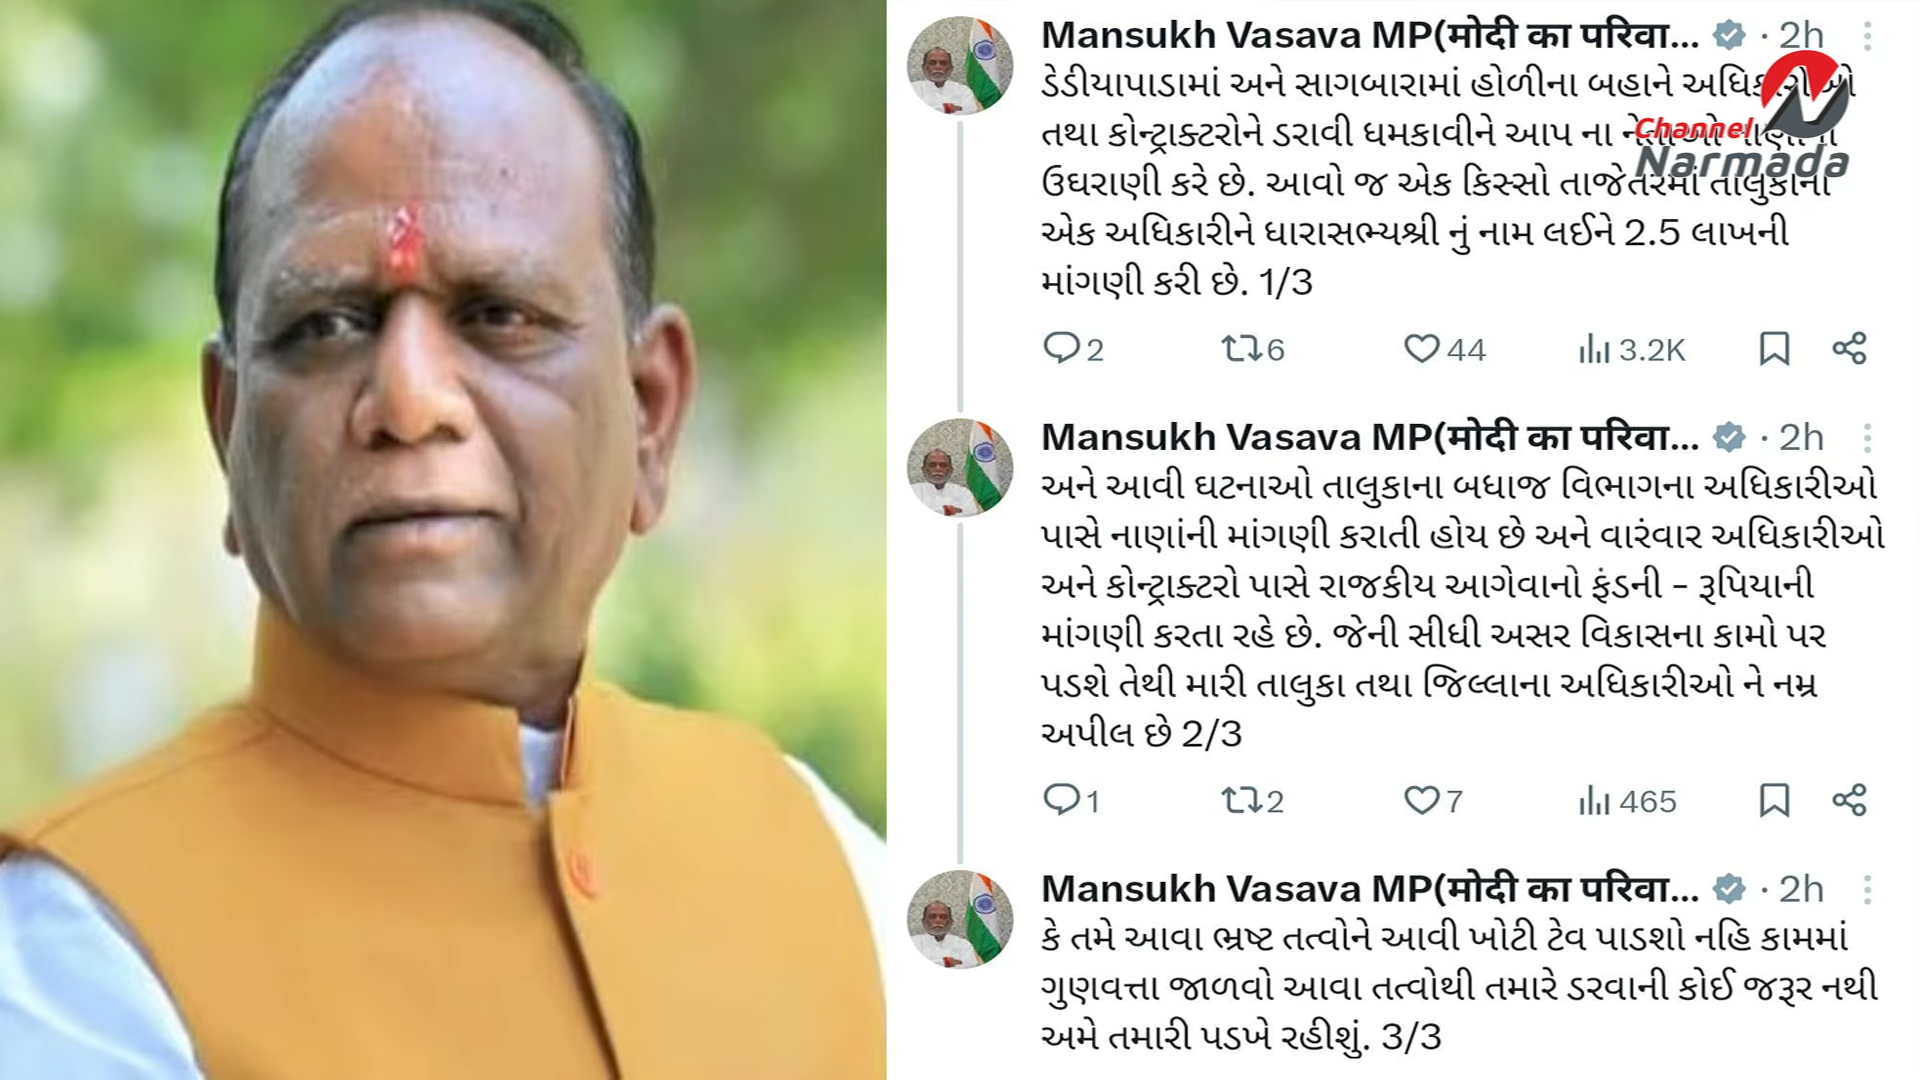 Mansukh Vasava MP(मोदी का परिवा... · 2h
ડેડીયાપાડામાં અને સાગબારામાં હોળીના બહાને અધિકારીઓ
તથા કોન્ટ્રાક્ટરોને ડરાવી ધમકાવીને આપ ના નેતાઓ
ઉઘરાણી કરે છે. આવો જ એક કિસ્સો તાજેતરમાં તાલુકાના
એક અધિકારીને ધારાસભ્યશ્રી નું નામ લઈને 2.5 લાખની
માંગણી કરી છે. 1/3
2 6 44 3.2K
Channel
Narmada
Mansukh Vasava MP(मोदी का परिवा... · 2h
અને આવી ઘટનાઓ તાલુકાના બધાજ વિભાગના અધિકારીઓ
પાસે નાણાંની માંગણી કરાતી હોય છે અને વારંવાર અધિકારીઓ
અને કોન્ટ્રાક્ટરો પાસે રાજકીય આગેવાનો ફંડની - રૂપિયાની
માંગણી કરતા રહે છે. જેની સીધી અસર વિકાસના કામો પર
પડશે તેથી મારી તાલુકા તથા જિલ્લાના અધિકારીઓ ને નમ્ર
અપીલ છે 2/3
1 2 7 465
Mansukh Vasava MP(मोदी का परिवा... · 2h
કે તમે આવા ભ્રષ્ટ તત્વોને આવી ખોટી ટેવ પાડશો નહિ કામમાં
ગુણવત્તા જાળવો આવા તત્વોથી તમારે ડરવાની કોઈ જરૂર નથી
અમે તમારી પડખે રહીશું. 3/3